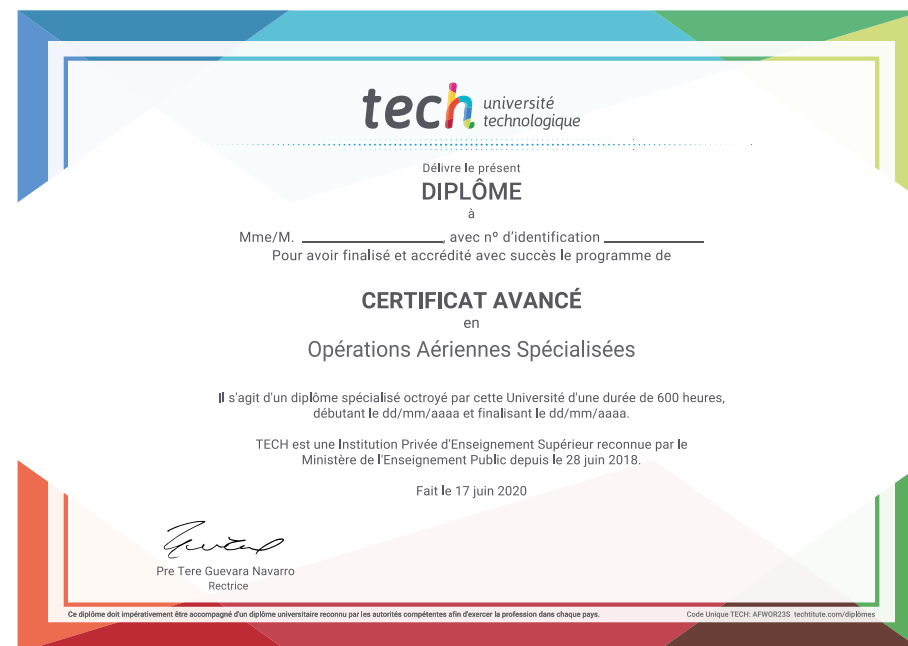 tech université
technologique
Délivre le présent
DIPLÔME
à
Mme/M. ____________, avec nº d'identification ____________
Pour avoir finalisé et accrédité avec succès le programme de
CERTIFICAT AVANCÉ
en
Opérations Aériennes Spécialisées
Il s'agit d'un diplôme spécialisé octroyé par cette Université d'une durée de 600 heures,
débutant le dd/mm/aaaa et finalisant le dd/mm/aaaa.
TECH est une Institution Privée d'Enseignement Supérieur reconnue par le
Ministère de l'Enseignement Public depuis le 28 juin 2018.
Fait le 17 juin 2020
Pre Tere Guevara Navarro
Rectrice
Ce diplôme doit impérativement être accompagné d'un diplôme universitaire reconnu par les autorités compétentes afin d'exercer la profession dans chaque pays.
Code Unique TECH: AFWOR23S techtitute.com/diplômes